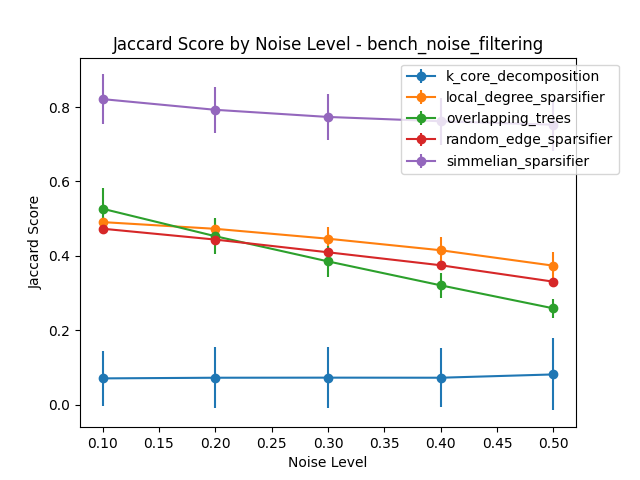 Jaccard Score by Noise Level - bench_noise_filtering
k_core_decomposition
local_degree_sparsifier
overlapping_trees
random_edge_sparsifier
simmelian_sparsifier
Jaccard Score
0.8
0.6
0.4
0.2
0.0
0.10 0.15 0.20 0.25 0.30 0.35 0.40 0.45 0.50
Noise Level